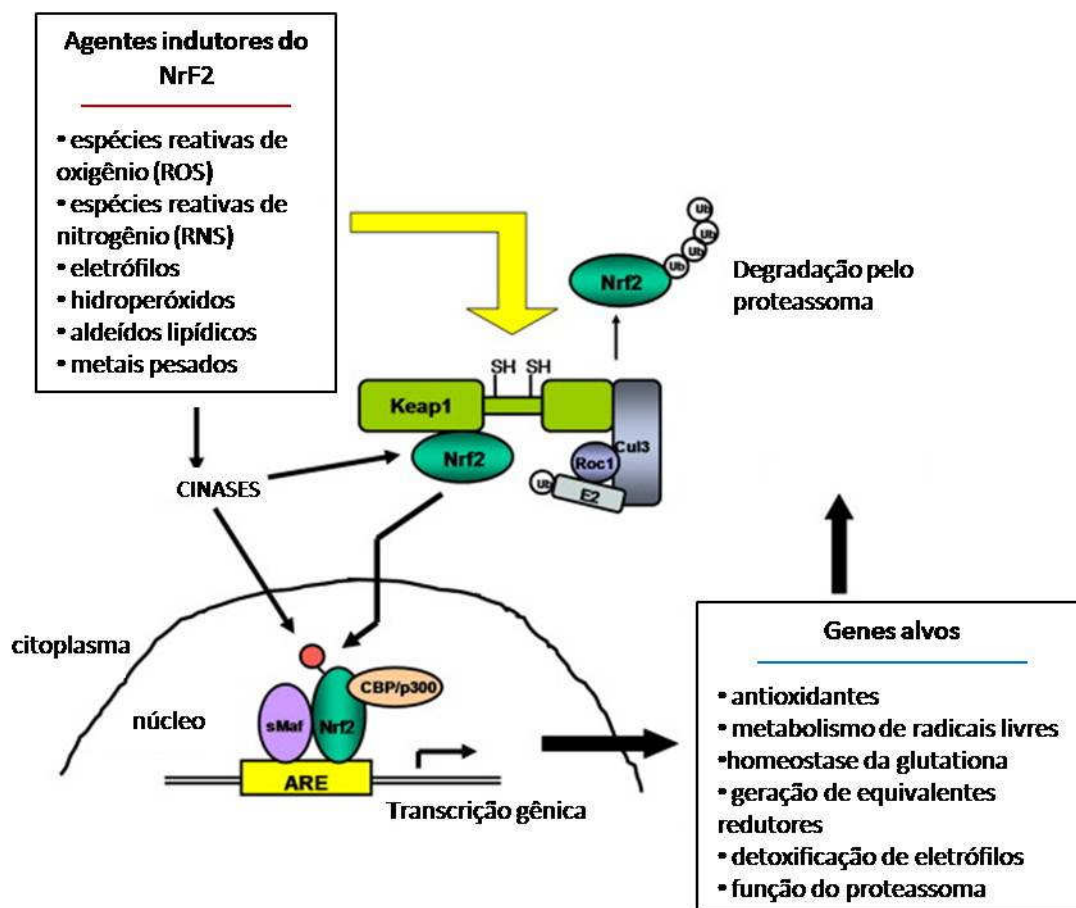 Agentes indutores do
NrF2
• espécies reativas de
oxigênio (ROS)
• espécies reativas de
nitrogênio (RNS)
• eletrófilos
• hidroperóxidos
• aldeídos lipídicos
• metais pesados
Ub
Ub
Ub
Ub
Nrf2
Degradação pelo
proteassoma
SH SH
Keap1
Cul3
Nrf2
Roc1
Ub
E2
CINASES
citoplasma
núcleo
CBP/p300
sMaf
Nrf2
ARE
Transcrição gênica
Genes alvos
• antioxidantes
• metabolismo de radicais livres
•homeostase da glutationa
• geração de equivalentes
redutores
• detoxificação de eletrófilos
• função do proteassoma